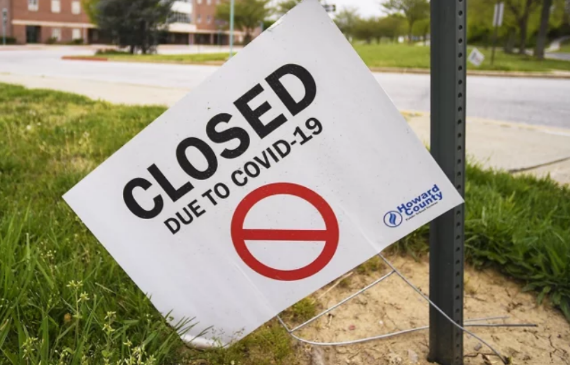 CLOSED
DUE TO COVID-19
Howard
County